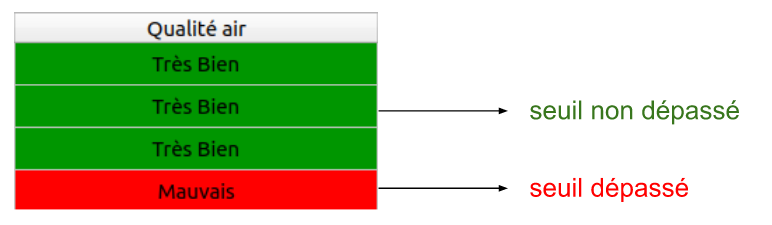 Qualité air
Très Bien
Très Bien
seuil non dépassé
Très Bien
Mauvais
seuil dépassé